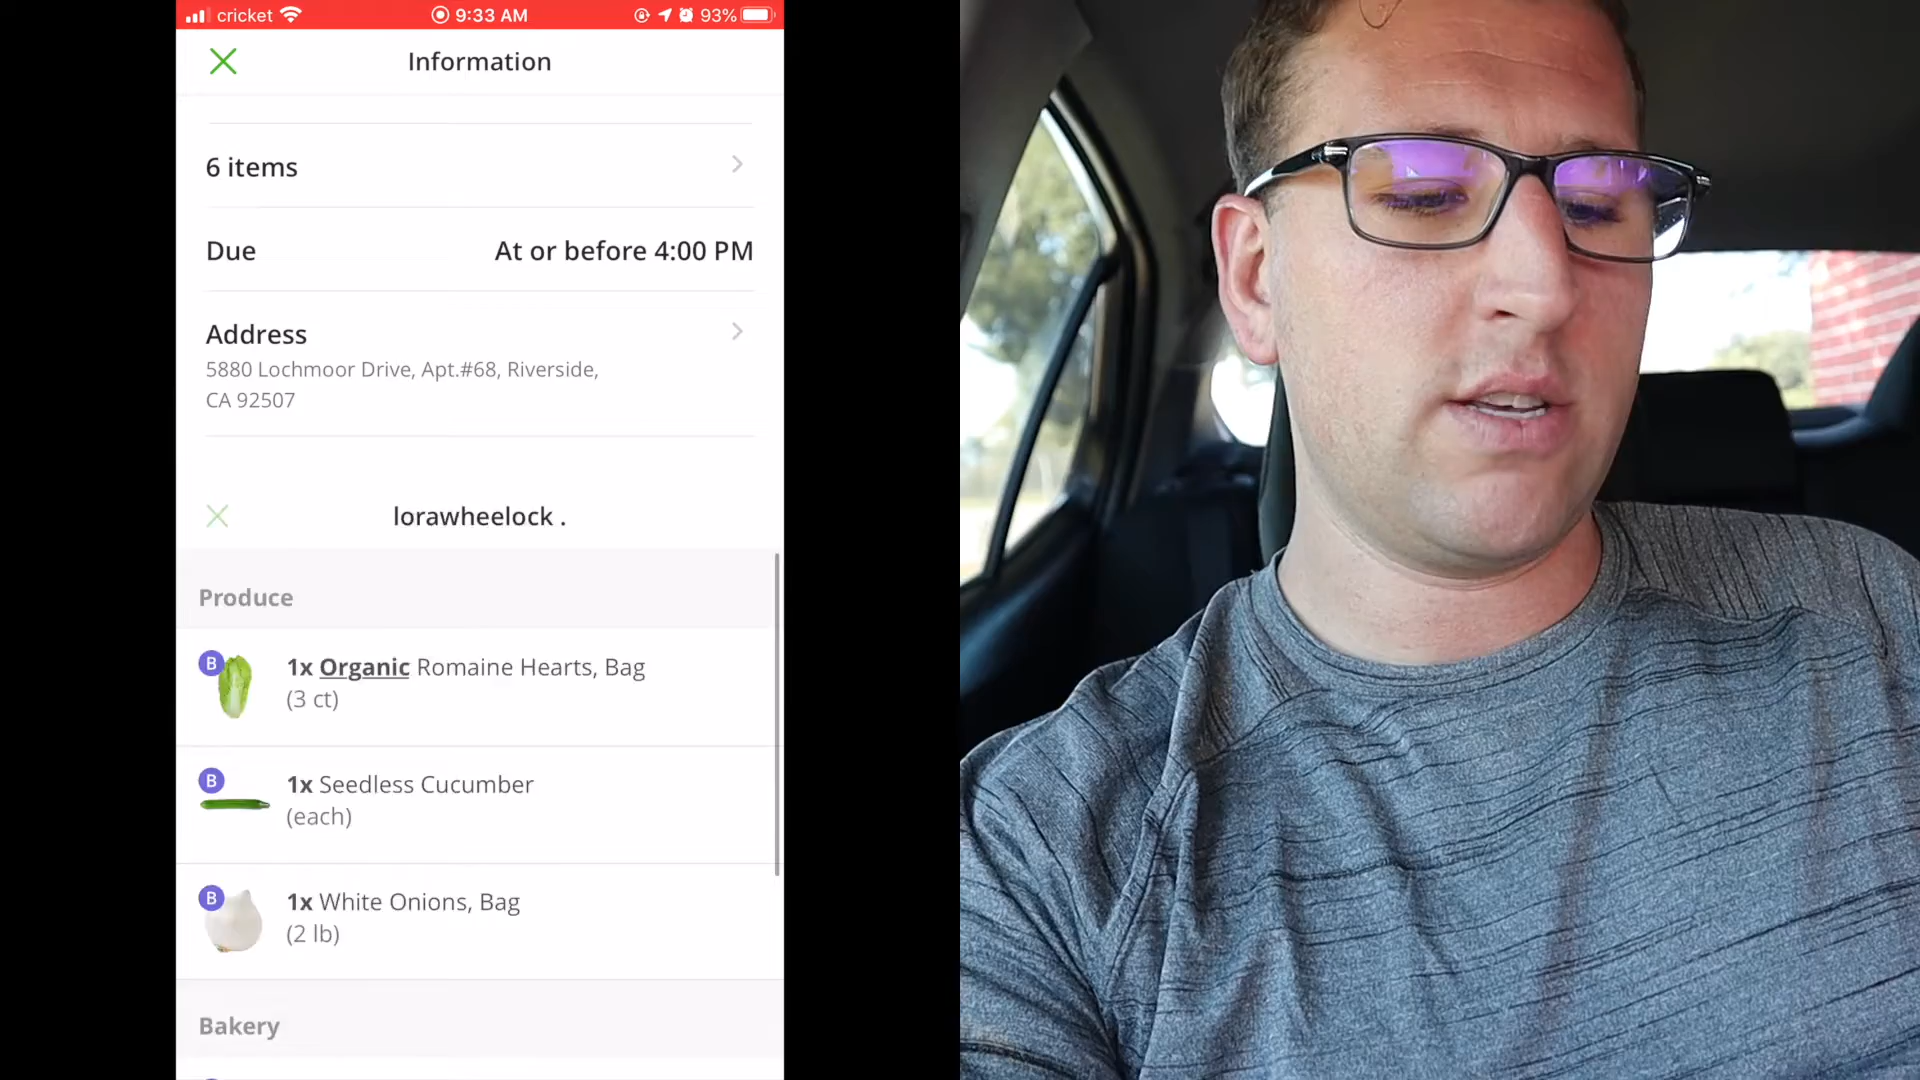 cricket 9:33 AM 93%
Information
6 items
Due At or before 4:00 PM
Address
5880 Lochmoor Drive, Apt.#68, Riverside,
CA 92507
lorawheelock .
Produce
B
1x Organic Romaine Hearts, Bag
(3 ct)
B
1x Seedless Cucumber
(each)
B
1x White Onions, Bag
(2 lb)
Bakery